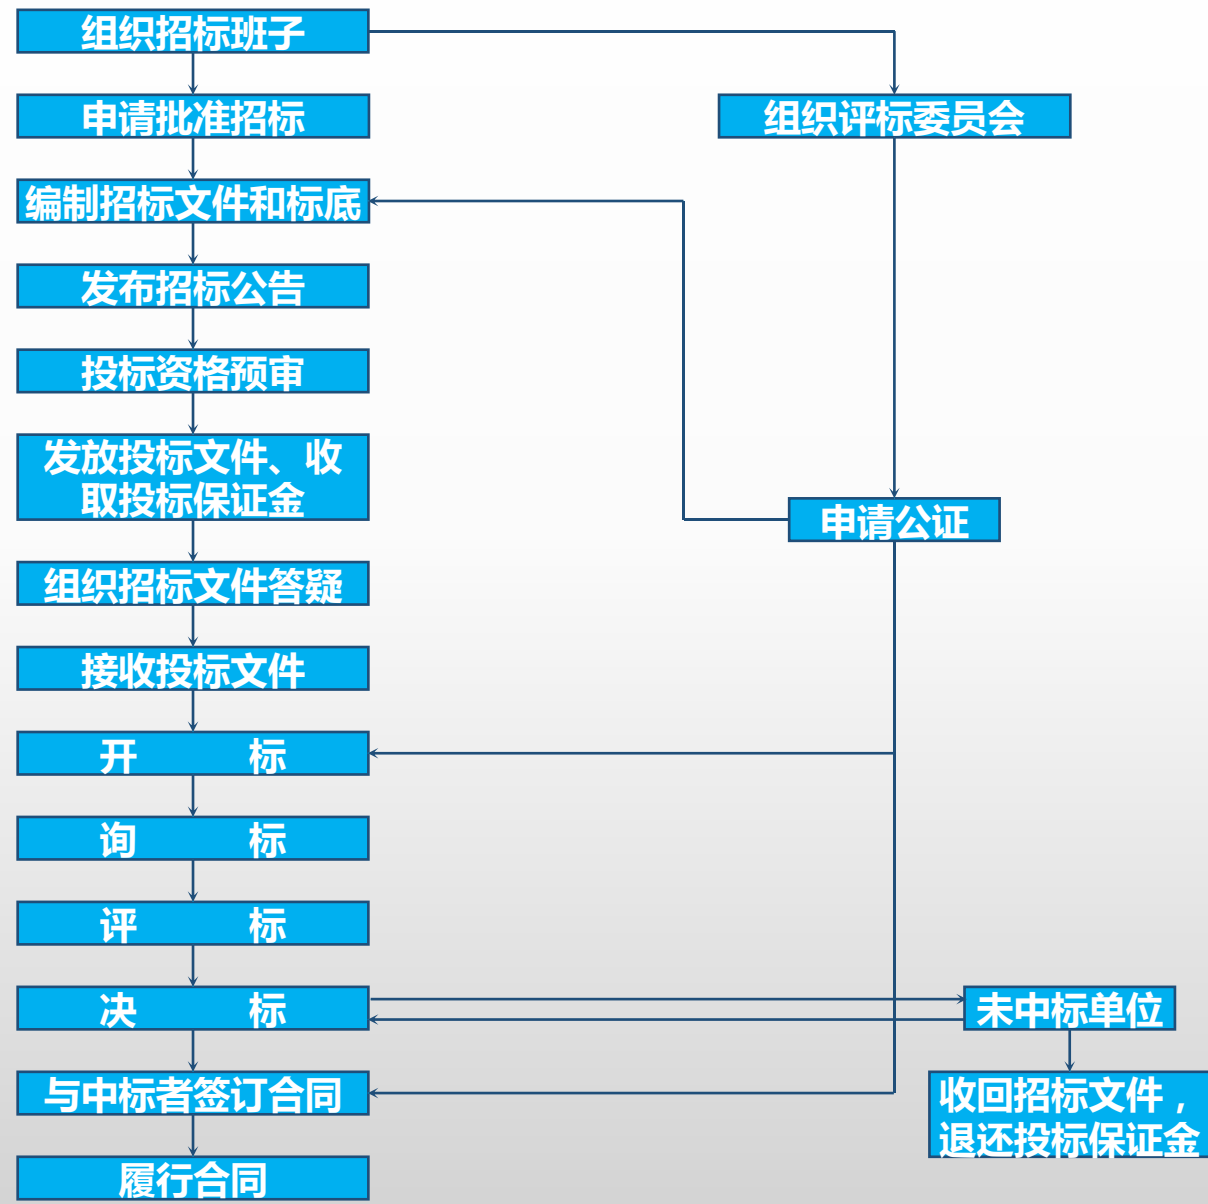 组织招标班子
申请批准招标
组织评标委员会
编制招标文件和标底
发布招标公告
投标资格预审
发放投标文件、收
取投标保证金
申请公证
组织招标文件答疑
接收投标文件
开 标
询 标
评 标
决 标
未中标单位
与中标者签订合同
收回招标文件，
退还投标保证金
履行合同